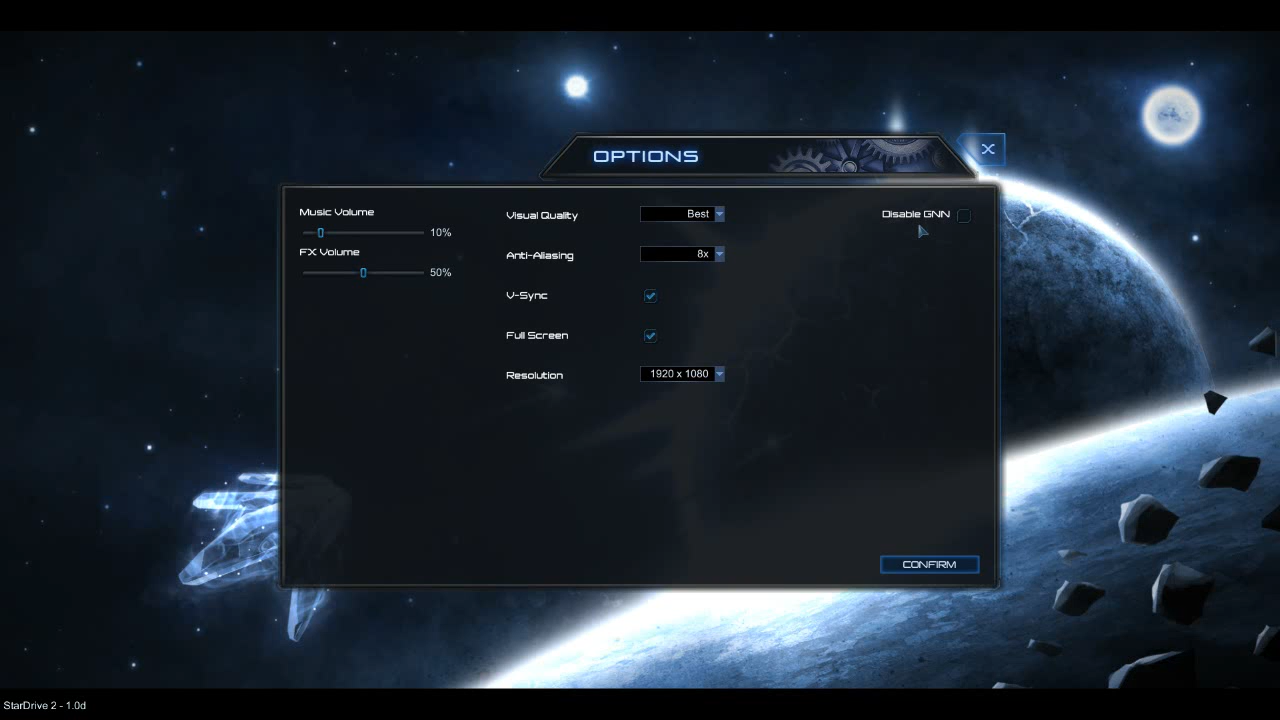 OPTIONS
Music Volume
10%
FX Volume
50%
Visual Quality
Best
Anti-Aliasing
8x
V-Sync
Full Screen
Resolution
1920 x 1080
Disable GNN
CONFIRM
StarDrive 2 - 1.0d